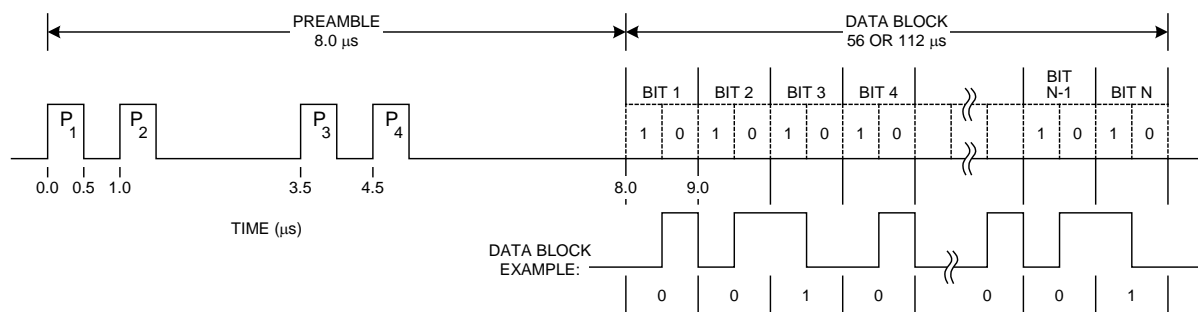 PREAMBLE
8.0 μs
DATA BLOCK
56 OR 112 μs
BIT 1 BIT 2 BIT 3 BIT 4 BIT N-1 BIT N
P1 P2 P3 P4
1 0 1 0 1 0 1 0 1 0 1 0
0.0 0.5 1.0 3.5 4.5 8.0 9.0
TIME (μs)
DATA BLOCK
EXAMPLE:
0 0 1 0 0 0 1